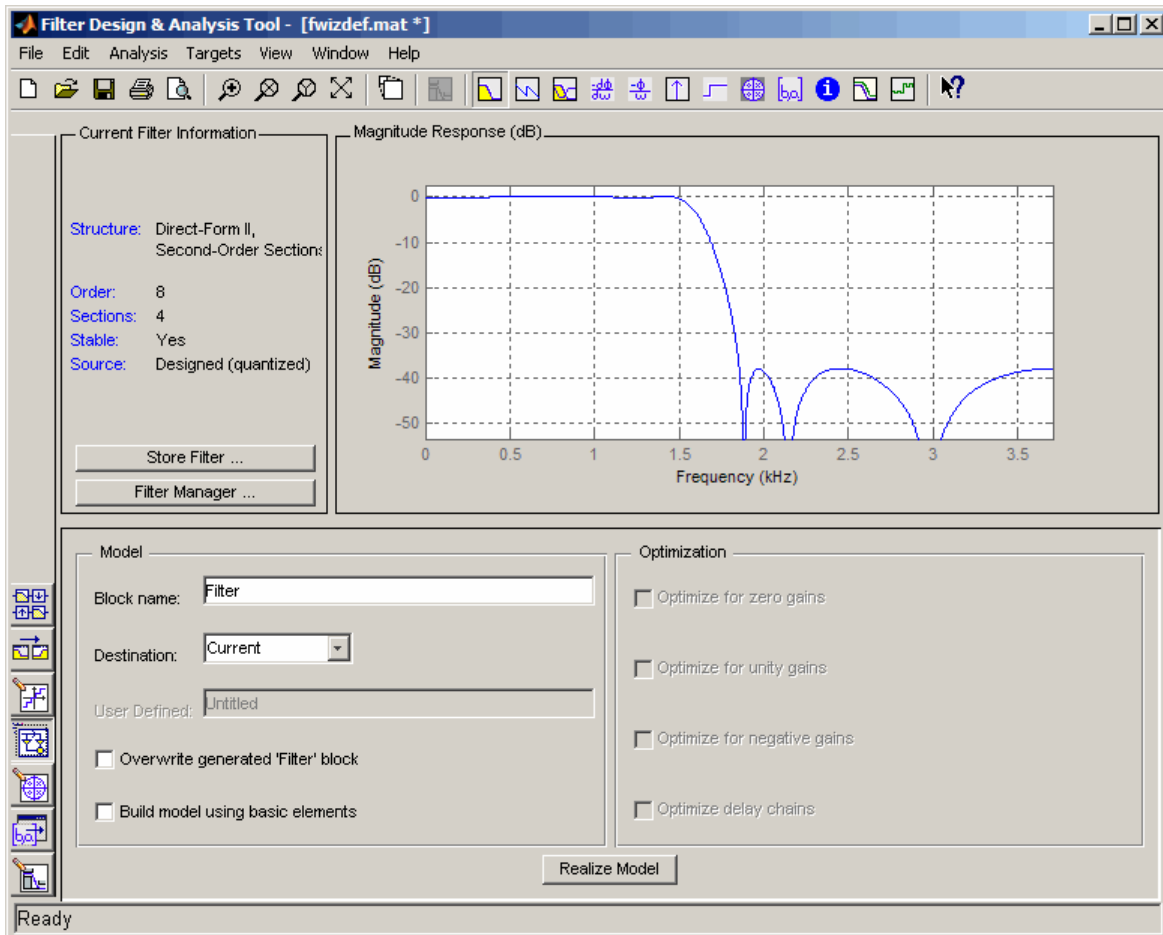 Filter Design & Analysis Tool - [fwizdef.mat *]
File Edit Analysis Targets View Window Help
Current Filter Information
Structure: Direct-Form II,
Second-Order Sections
Order: 8
Sections: 4
Stable: Yes
Source: Designed (quantized)
Store Filter ...
Filter Manager ...
Magnitude Response (dB)
0
-10
-20
-30
-40
-50
Magnitude (dB)
0 0.5 1 1.5 2 2.5 3 3.5
Frequency (kHz)
Model
Block name: Filter
Destination: Current
User Defined: Untitled
Overwrite generated 'Filter' block
Build model using basic elements
Optimization
Optimize for zero gains
Optimize for unity gains
Optimize for negative gains
Optimize delay chains
Realize Model
Ready